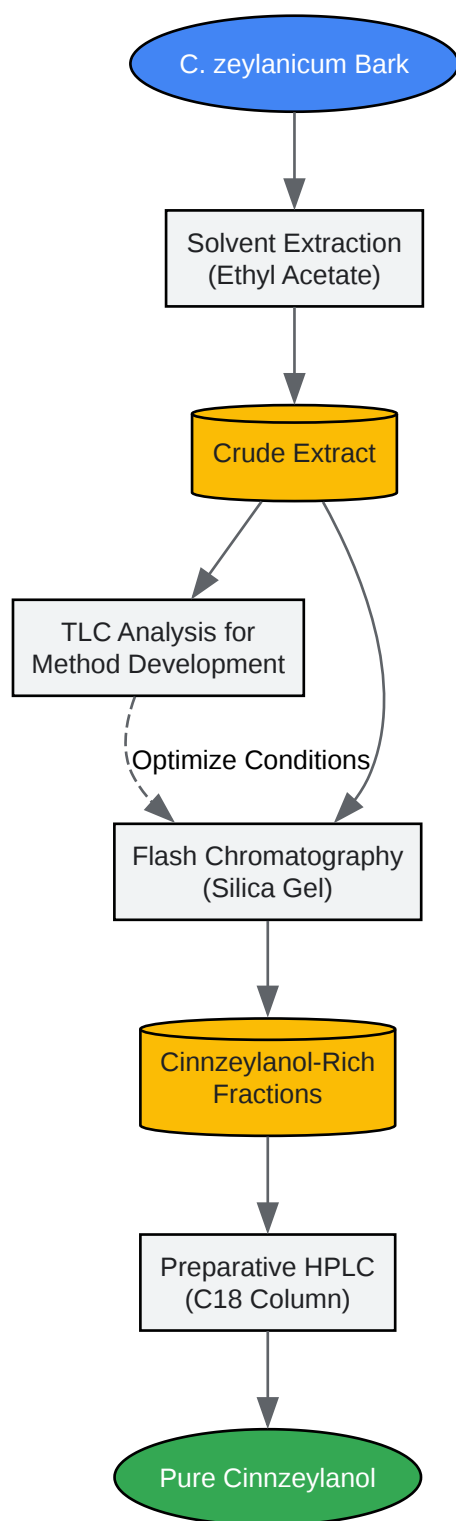 C. zeylanicum Bark
Solvent Extraction
(Ethyl Acetate)
Crude Extract
TLC Analysis for
Method Development
Optimize Conditions
Flash Chromatography
(Silica Gel)
Cinnzeylanol-Rich
Fractions
Preparative HPLC
(C18 Column)
Pure Cinnzeylanol